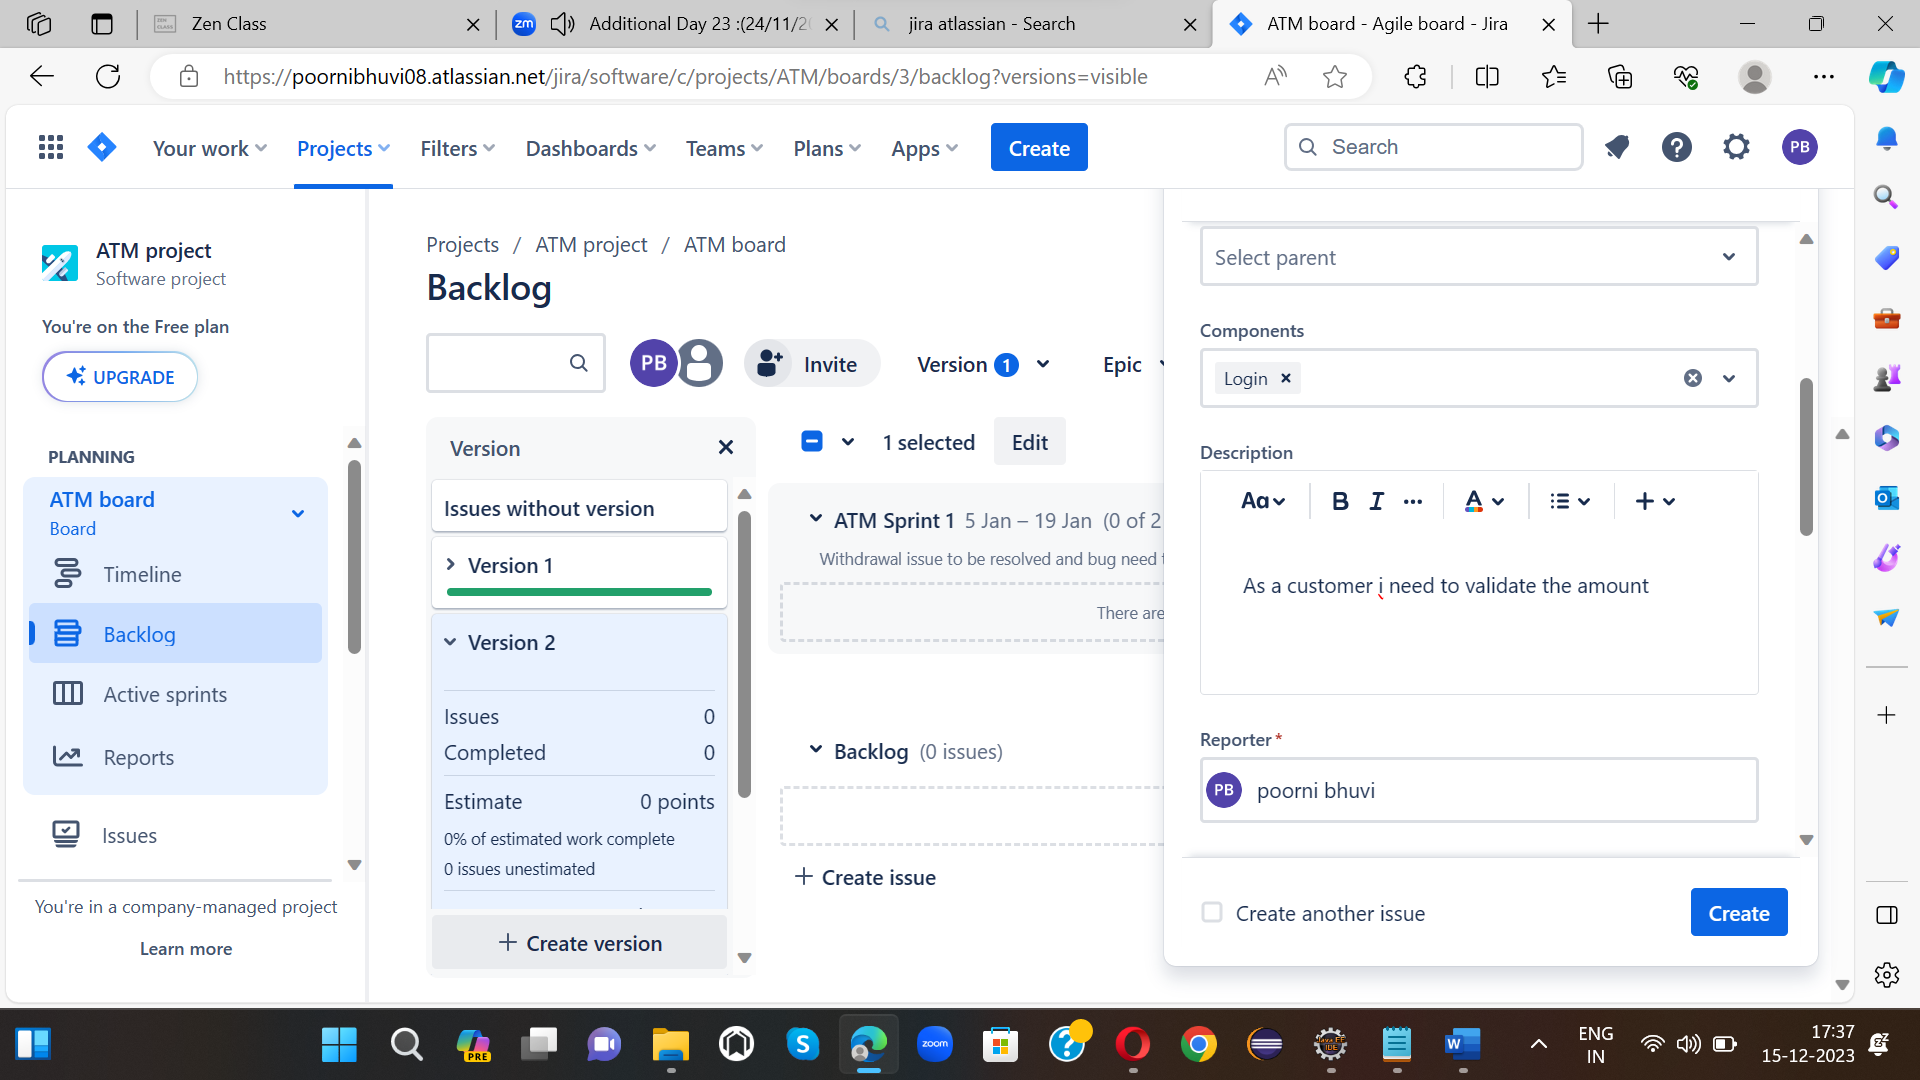 Zen Class
Additional Day 23 :(24/11/20
jira atlassian - Search
ATM board - Agile board - Jira
https://poornibhuvi08.atlassian.net/jira/software/c/projects/ATM/boards/3/backlog?versions=visible
Your work
Projects
Filters
Dashboards
Teams
Plans
Apps
Create
Search
PB
ATM project
Software project
You're on the Free plan
UPGRADE
PLANNING
ATM board
Board
Timeline
Backlog
Active sprints
Reports
Issues
You're in a company-managed project
Learn more
Projects / ATM project / ATM board
Backlog
PB
Invite
Version 1
Epic
Version
Issues without version
Version 1
Version 2
Issues 0
Completed 0
Estimate 0 points
0% of estimated work complete
0 issues unestimated
+ Create version
1 selected
Edit
ATM Sprint 1 5 Jan – 19 Jan (0 of 2
Withdrawal issue to be resolved and bug need
There are
Backlog (0 issues)
+ Create issue
Select parent
Components
Login
Description
Aa B I ... A
As a customer i need to validate the amount
Reporter *
PB poorni bhuvi
Create another issue
Create
PRE
zoom
ENG
IN
17:37
15-12-2023